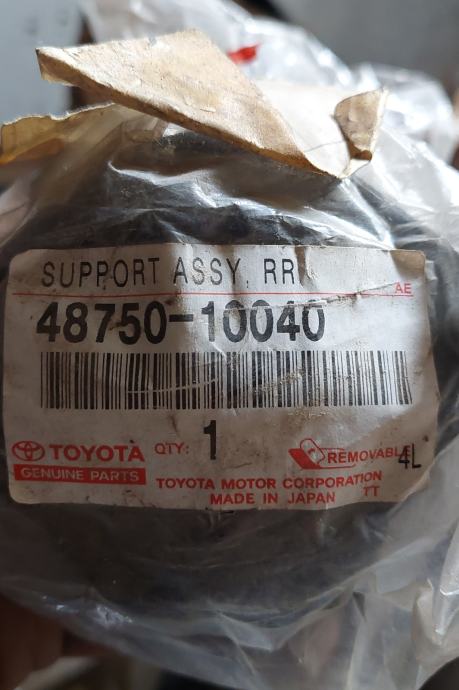 SUPPORT ASSY, RR
AE
48750-10040
TOYOTA QTY: 1 REMOVABLE 4L
GENUINE PARTS TOYOTA MOTOR CORPORATION
MADE IN JAPAN TT